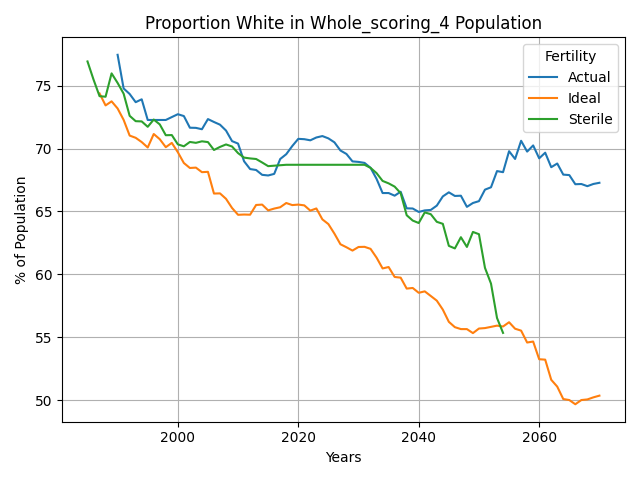 Proportion White in Whole_scoring_4 Population
Fertility
Actual
Ideal
Sterile
% of Population
75
70
65
60
55
50
2000
2020
2040
2060
Years